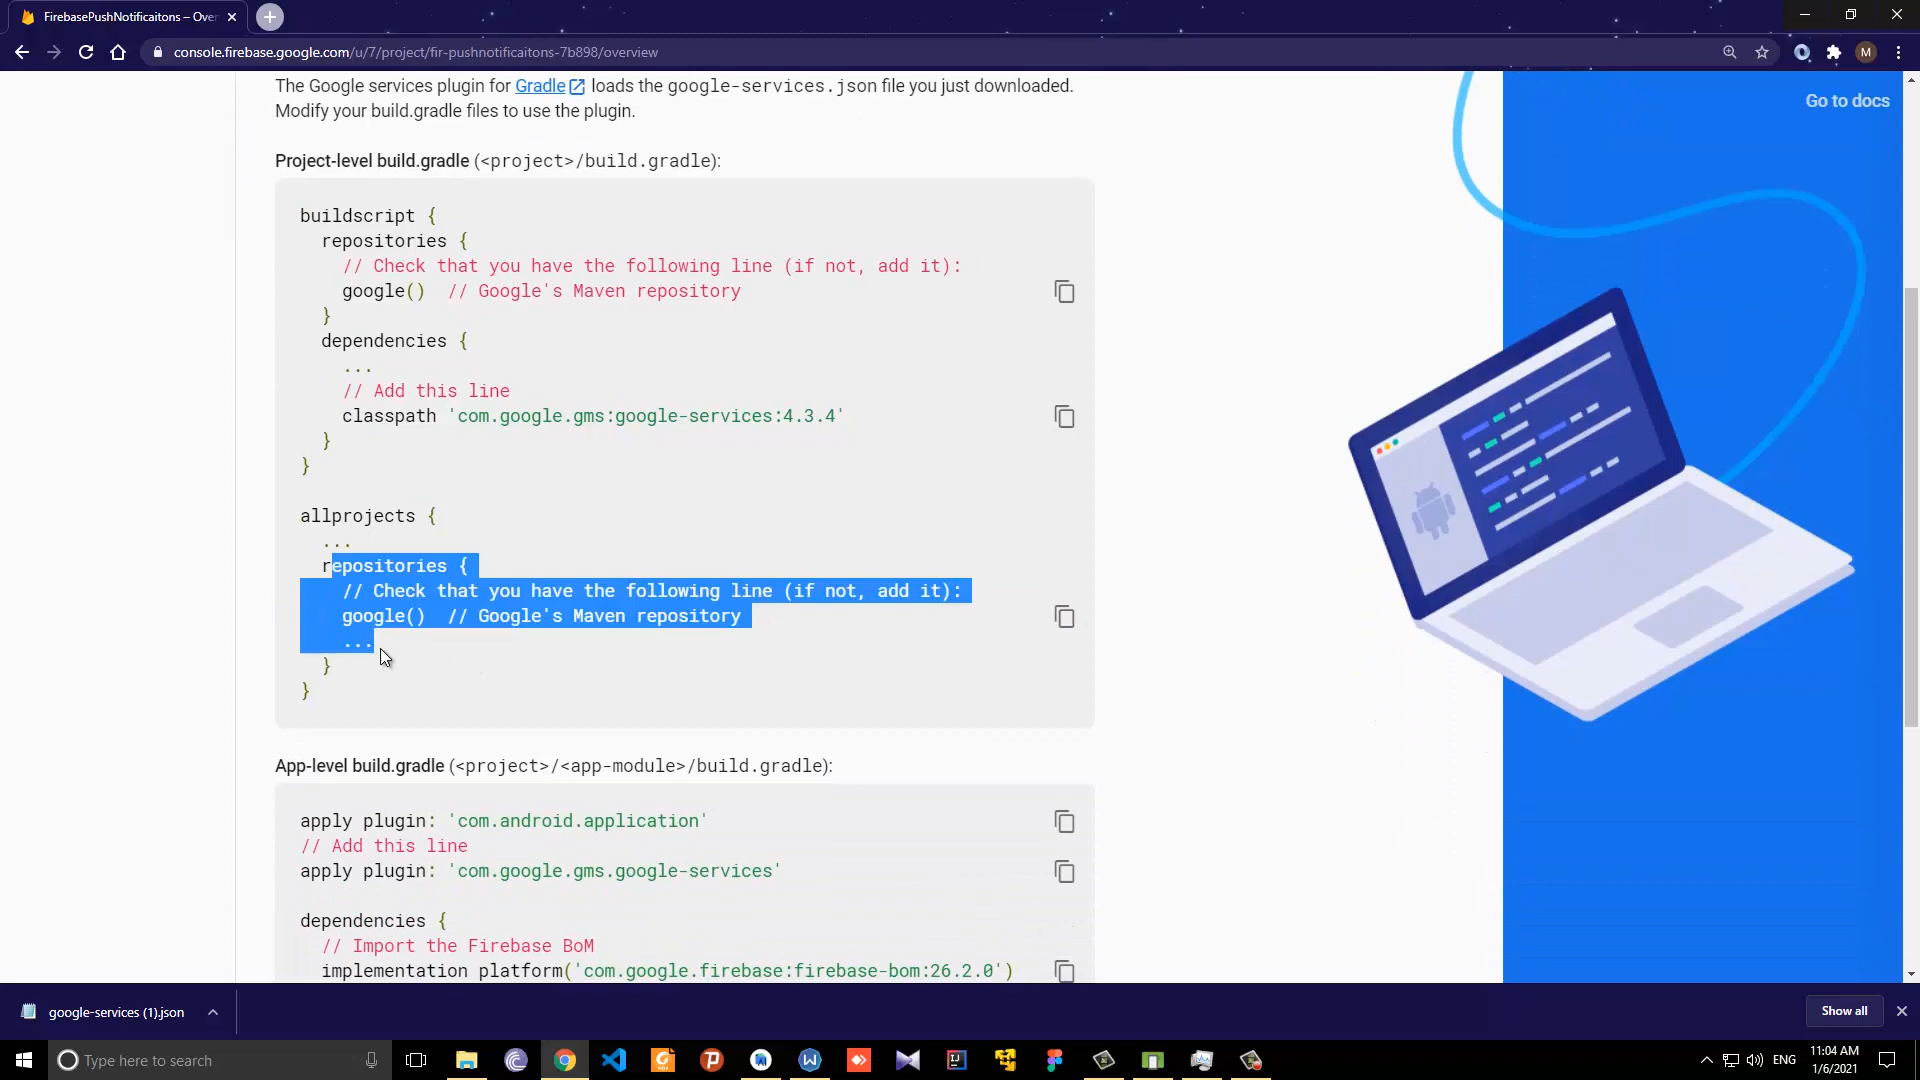 FirebasePushNotificaitons – Over
console.firebase.google.com/u/7/project/fir-pushnotificaitons-7b898/overview
M
Go to docs
The Google services plugin for Gradle loads the google-services.json file you just downloaded.
Modify your build.gradle files to use the plugin.
Project-level build.gradle (<project>/build.gradle):
buildscript {
repositories {
// Check that you have the following line (if not, add it):
google() // Google's Maven repository
}
dependencies {
...
// Add this line
classpath 'com.google.gms:google-services:4.3.4'
}
}
allprojects {
...
repositories {
// Check that you have the following line (if not, add it):
google() // Google's Maven repository
...
}
}
App-level build.gradle (<project>/<app-module>/build.gradle):
apply plugin: 'com.android.application'
// Add this line
apply plugin: 'com.google.gms.google-services'
dependencies {
// Import the Firebase BoM
implementation platform('com.google.firebase:firebase-bom:26.2.0')
google-services (1).json
Show all
Type here to search
ENG
11:04 AM
1/6/2021